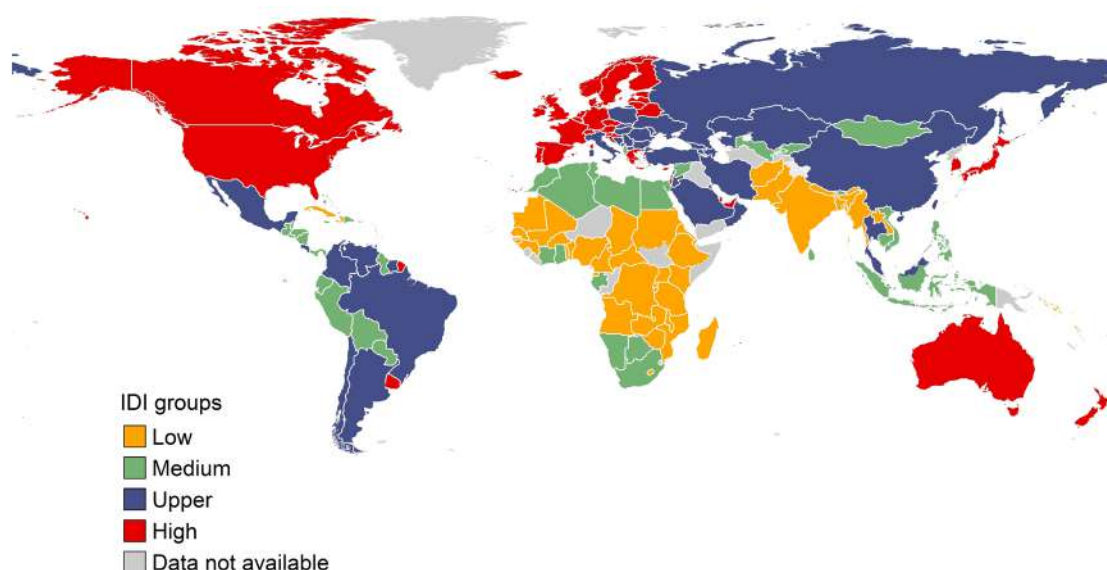 IDI groups
Low
Medium
Upper
High
Data not available